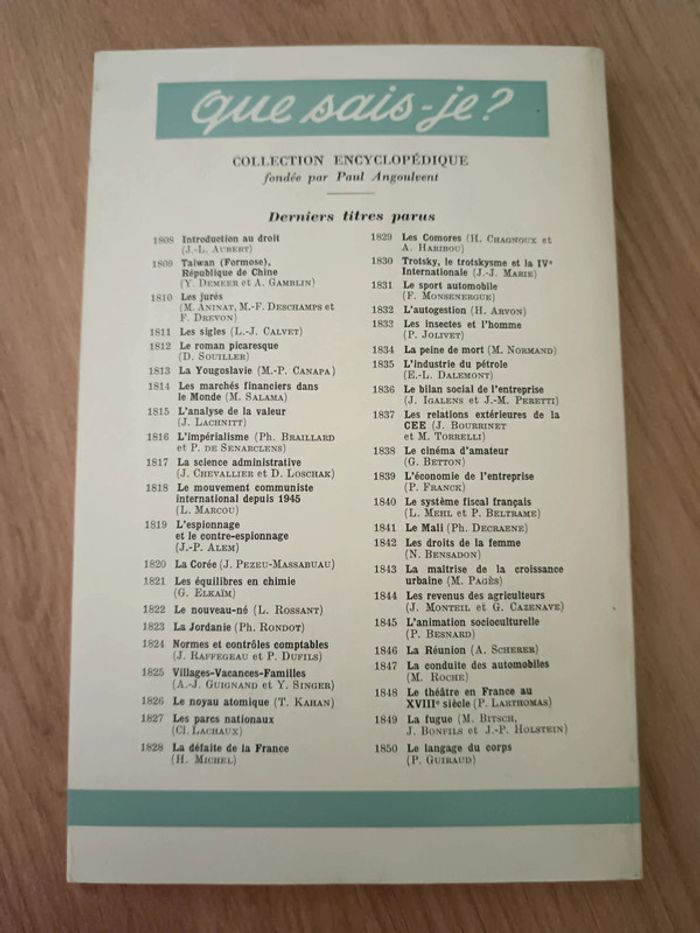 que sais-je?
COLLECTION ENCYCLOPÉDIQUE
fondée par Paul Angoulvent
Derniers titres parus
1808 Introduction au droit
(J.-L. AUBERT)
1809 Taiwan (Formose),
République de Chine
(Y. DEMEER et A. GAMBLIN)
1810 Les jurés
(M. ANINAT, M.-F. DESCHAMPS et
F. DREVON)
1811 Les sigles (L.-J. CALVET)
1812 Le roman picaresque
(D. SOUILLER)
1813 La Yougoslavie (M.-P. CANAPA)
1814 Les marchés financiers dans
le Monde (M. SALAMA)
1815 L'analyse de la valeur
(J. LACHNITT)
1816 L'impérialisme (Ph. BRAILLARD
et P. DE SENARCLENS)
1817 La science administrative
(J. CHEVALLIER et D. LOSCHAK)
1818 Le mouvement communiste
international depuis 1945
(L. MARCOU)
1819 L'espionnage
et le contre-espionnage
(J.-P. ALEM)
1820 La Corée (J. PEZEU-MASSABUAU)
1821 Les équilibres en chimie
(G. ELKAÏM)
1822 Le nouveau-né (L. ROSSANT)
1823 La Jordanie (Ph. RONDOT)
1824 Normes et contrôles comptables
(J. RAFFEGEAU et P. DUFILS)
1825 Villages-Vacances-Familles
(A.-J. GUIGNAND et Y. SINGER)
1826 Le noyau atomique (T. KAHAN)
1827 Les parcs nationaux
(Cl. LACHAUX)
1828 La défaite de la France
(H. MICHEL)
1829 Les Comores (H. CHAGNOUX et
A. HARIBOU)
1830 Trotsky, le trotskysme et la IVe
Internationale (J.-J. MARIE)
1831 Le sport automobile
(F. MONSENERGUE)
1832 L'autogestion (H. ARVON)
1833 Les insectes et l'homme
(P. JOLIVET)
1834 La peine de mort (M. NORMAND)
1835 L'industrie du pétrole
(E.-L. DALEMONT)
1836 Le bilan social de l'entreprise
(J. IGALENS et J.-M. PERETTI)
1837 Les relations extérieures de la
CEE (J. BOURRINET
et M. TORRELLI)
1838 Le cinéma d'amateur
(G. BETTON)
1839 L'économie de l'entreprise
(P. FRANCK)
1840 Le système fiscal français
(L. MEHL et P. BELTRAME)
1841 Le Mali (Ph. DECRAENE)
1842 Les droits de la femme
(N. BENSADON)
1843 La maîtrise de la croissance
urbaine (M. PAGÈS)
1844 Les revenus des agriculteurs
(J. MONTEIL et G. CAZENAVE)
1845 L'animation socioculturelle
(P. BESNARD)
1846 La Réunion (A. SCHERER)
1847 La conduite des automobiles
(M. ROCHE)
1848 Le théâtre en France au
XVIIIe siècle (P. LARTHOMAS)
1849 La fugue (M. BITSCH,
J. BONFILS et J.-P. HOLSTEIN)
1850 Le langage du corps
(P. GUIRAUD)